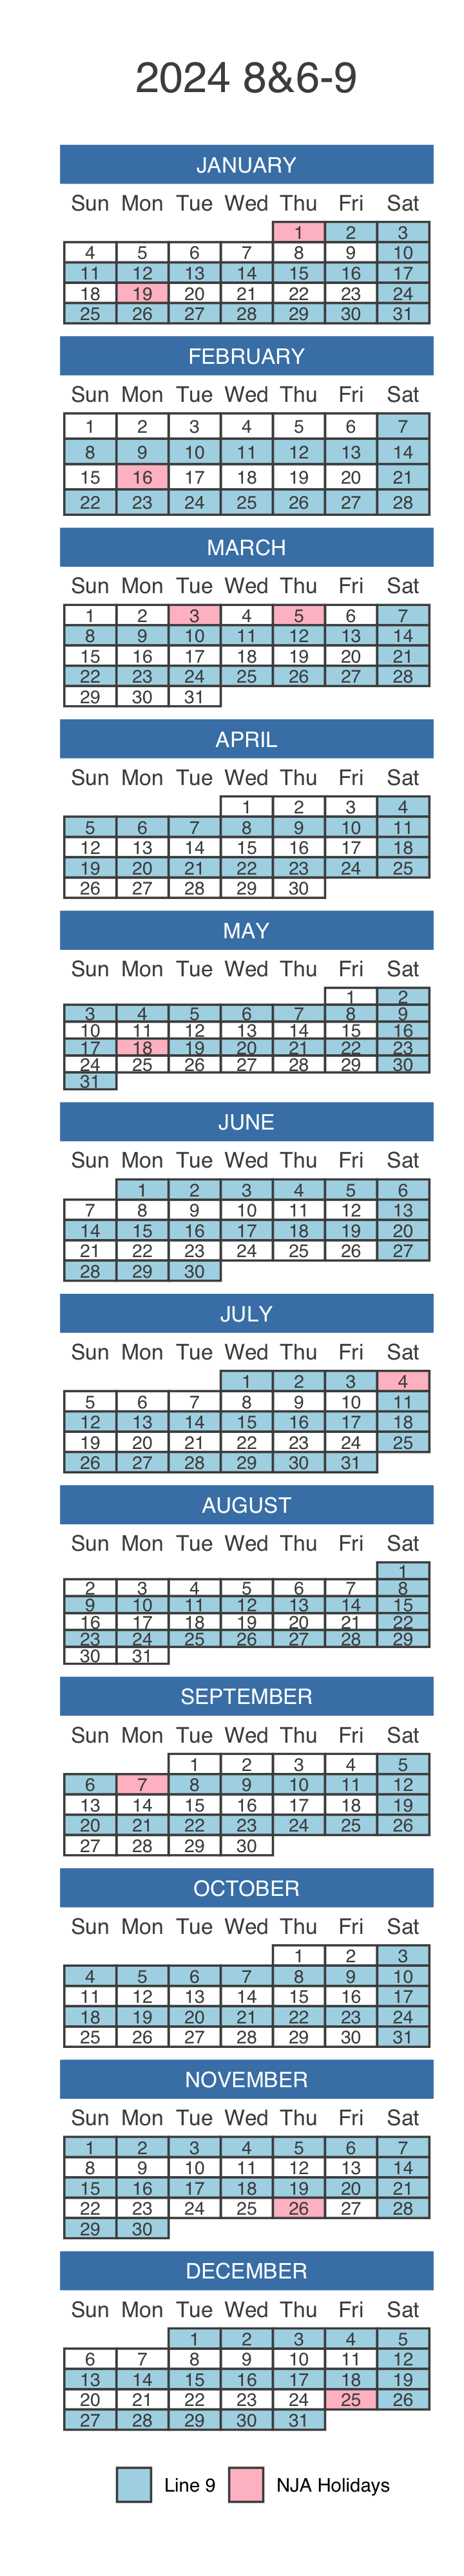 2024 8&6-9
JANUARY
Sun Mon Tue Wed Thu Fri Sat
1 2 3
4 5 6 7 8 9 10
11 12 13 14 15 16 17
18 19 20 21 22 23 24
25 26 27 28 29 30 31
FEBRUARY
Sun Mon Tue Wed Thu Fri Sat
1 2 3 4 5 6 7
8 9 10 11 12 13 14
15 16 17 18 19 20 21
22 23 24 25 26 27 28
MARCH
Sun Mon Tue Wed Thu Fri Sat
1 2 3 4 5 6 7
8 9 10 11 12 13 14
15 16 17 18 19 20 21
22 23 24 25 26 27 28
29 30 31
APRIL
Sun Mon Tue Wed Thu Fri Sat
1 2 3 4
5 6 7 8 9 10 11
12 13 14 15 16 17 18
19 20 21 22 23 24 25
26 27 28 29 30
MAY
Sun Mon Tue Wed Thu Fri Sat
1 2
3 4 5 6 7 8 9
10 11 12 13 14 15 16
17 18 19 20 21 22 23
24 25 26 27 28 29 30
31
JUNE
Sun Mon Tue Wed Thu Fri Sat
1 2 3 4 5 6
7 8 9 10 11 12 13
14 15 16 17 18 19 20
21 22 23 24 25 26 27
28 29 30
JULY
Sun Mon Tue Wed Thu Fri Sat
1 2 3 4
5 6 7 8 9 10 11
12 13 14 15 16 17 18
19 20 21 22 23 24 25
26 27 28 29 30 31
AUGUST
Sun Mon Tue Wed Thu Fri Sat
1
2 3 4 5 6 7 8
9 10 11 12 13 14 15
16 17 18 19 20 21 22
23 24 25 26 27 28 29
30 31
SEPTEMBER
Sun Mon Tue Wed Thu Fri Sat
1 2 3 4 5
6 7 8 9 10 11 12
13 14 15 16 17 18 19
20 21 22 23 24 25 26
27 28 29 30
OCTOBER
Sun Mon Tue Wed Thu Fri Sat
1 2 3
4 5 6 7 8 9 10
11 12 13 14 15 16 17
18 19 20 21 22 23 24
25 26 27 28 29 30 31
NOVEMBER
Sun Mon Tue Wed Thu Fri Sat
1 2 3 4 5 6 7
8 9 10 11 12 13 14
15 16 17 18 19 20 21
22 23 24 25 26 27 28
29 30
DECEMBER
Sun Mon Tue Wed Thu Fri Sat
1 2 3 4 5
6 7 8 9 10 11 12
13 14 15 16 17 18 19
20 21 22 23 24 25 26
27 28 29 30 31
Line 9 NJA Holidays